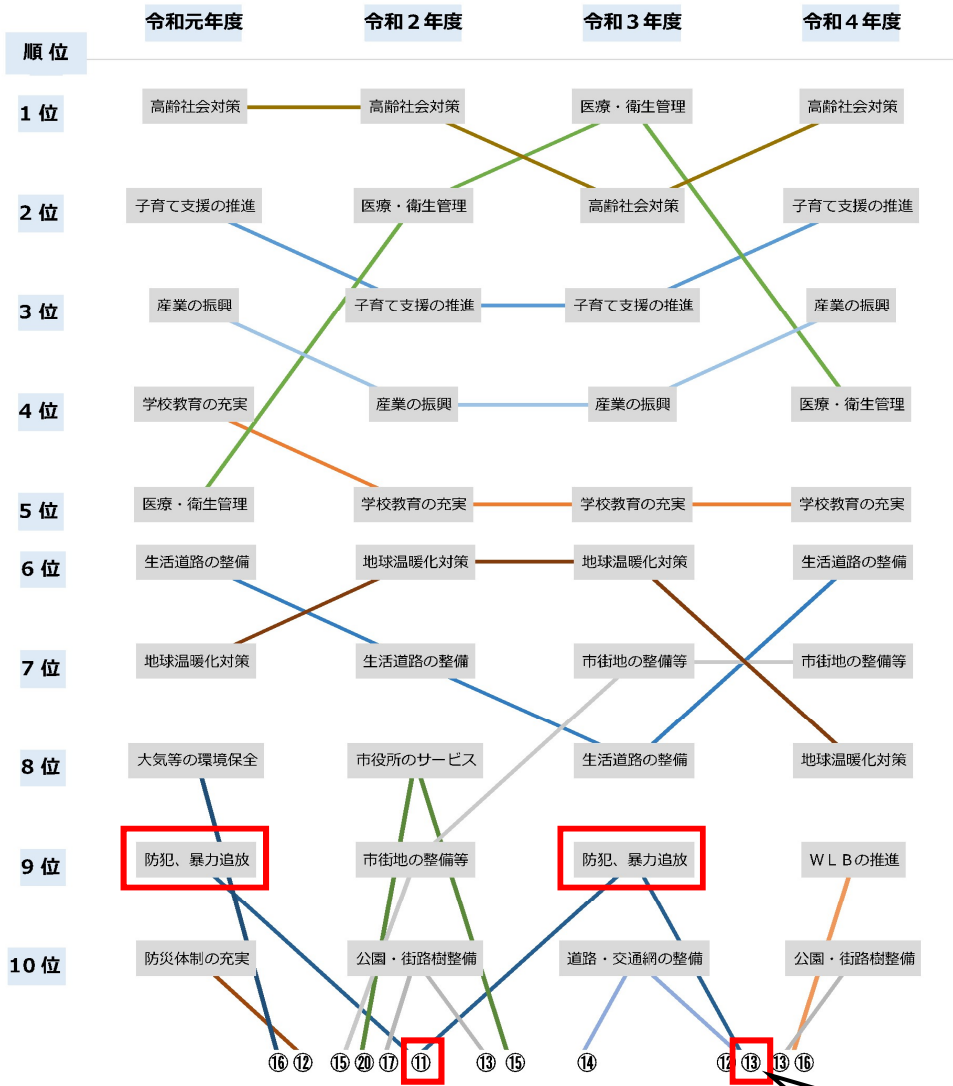 令和元年度 令和２年度 令和３年度 令和４年度
順 位
1 位 高齢社会対策 高齢社会対策 医療・衛生管理 高齢社会対策
2 位 子育て支援の推進 医療・衛生管理 高齢社会対策 子育て支援の推進
3 位 産業の振興 子育て支援の推進 子育て支援の推進 産業の振興
4 位 学校教育の充実 産業の振興 産業の振興 医療・衛生管理
5 位 医療・衛生管理 学校教育の充実 学校教育の充実 学校教育の充実
6 位 生活道路の整備 地球温暖化対策 地球温暖化対策 生活道路の整備
7 位 地球温暖化対策 生活道路の整備 市街地の整備等 市街地の整備等
8 位 大気等の環境保全 市役所のサービス 生活道路の整備 地球温暖化対策
9 位 防犯、暴力追放 市街地の整備等 防犯、暴力追放 ＷＬＢの推進
10 位 防災体制の充実 公園・街路樹整備 道路・交通網の整備 公園・街路樹整備
⑯ ⑫ ⑮ ⑳ ⑰ ⑪ ⑬ ⑮ ⑭ ⑫ ⑬ ⑬ ⑯